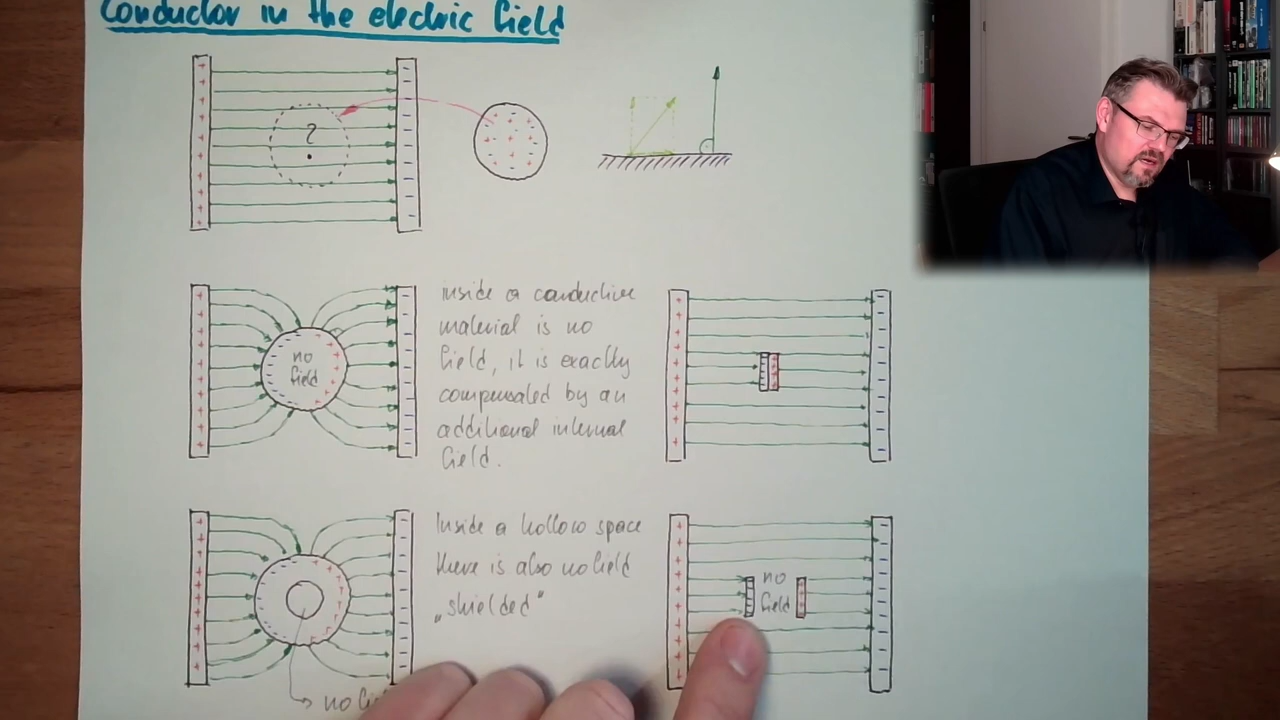 Conductor in the electric field
?
no
field
inside a conductive
material is no
field, it is exactly
compensated by an
additional internal
field.
Inside a hollow space
there is also no field
„shielded"
no
field
no